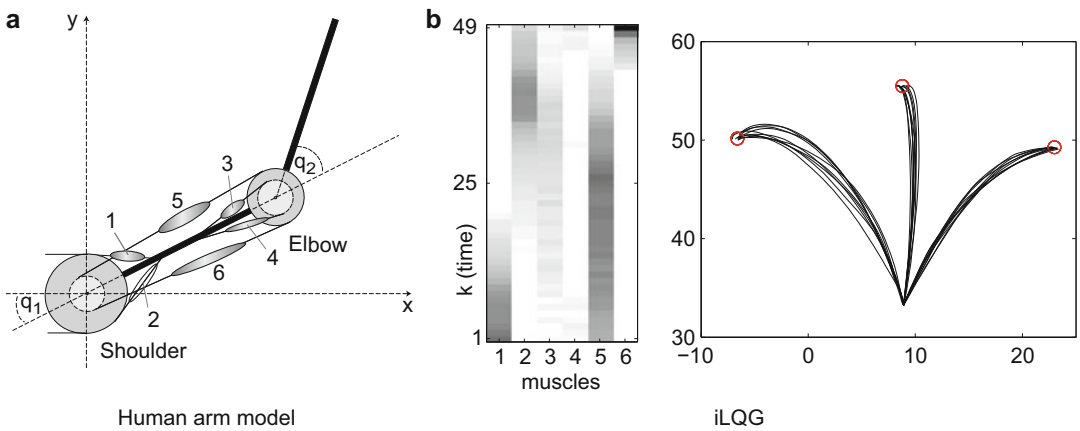 a
y
x
q1
q2
1
2
3
4
5
6
Elbow
Shoulder
Human arm model
b
49
25
1
k (time)
1 2 3 4 5 6
muscles
60
50
40
30
−10 0 10 20
iLQG